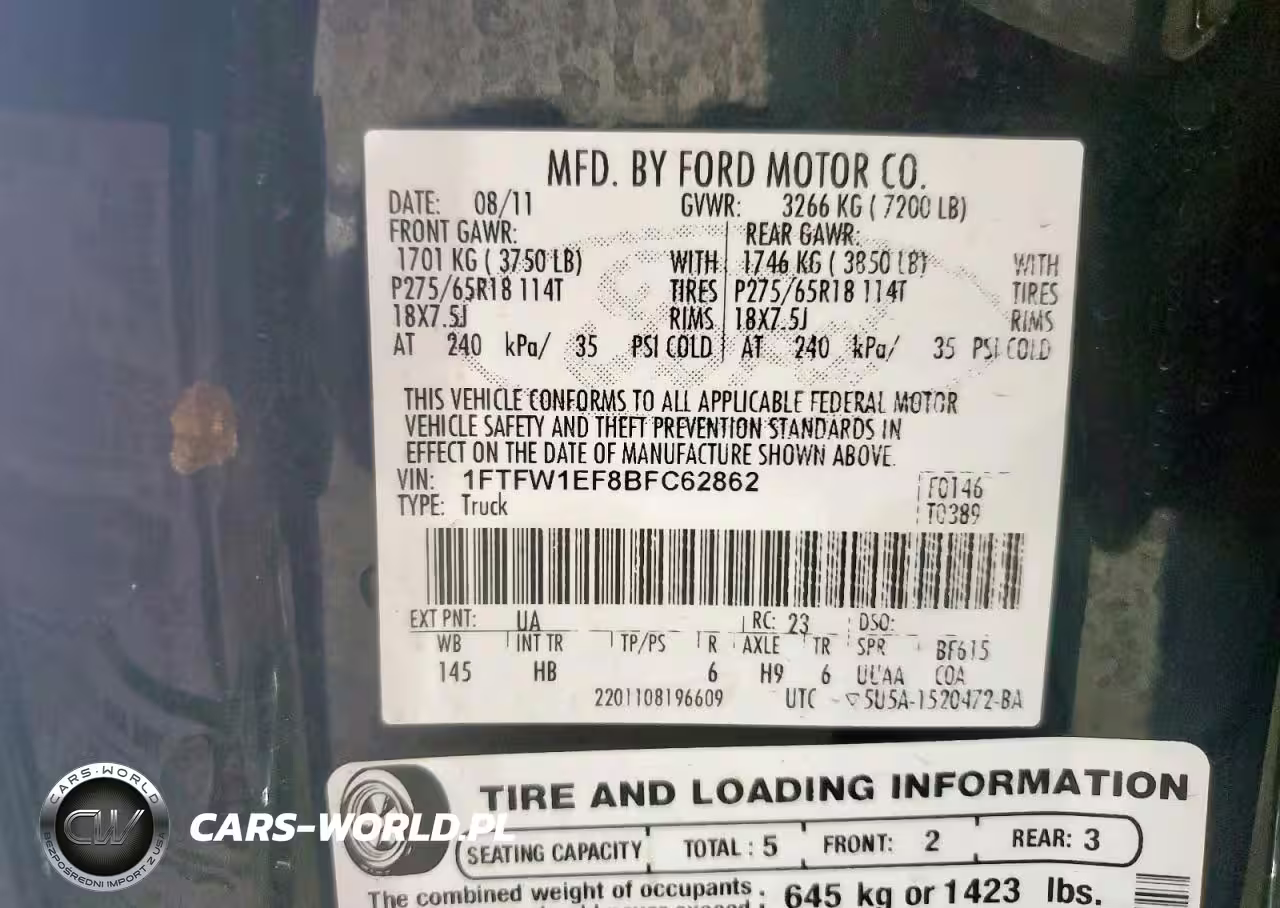 MFD. BY FORD MOTOR CO.
DATE: 08/11 GVWR: 3266 KG ( 7200 LB)
FRONT GAWR: REAR GAWR:
1701 KG ( 3750 LB) WITH 1746 KG ( 3850 LB) WITH
P275/65R18 114T TIRES P275/65R18 114T TIRES
18X7.5J RIMS 18X7.5J RIMS
AT 240 kPa/ 35 PSI COLD AT 240 kPa/ 35 PSI COLD
THIS VEHICLE CONFORMS TO ALL APPLICABLE FEDERAL MOTOR
VEHICLE SAFETY AND THEFT PREVENTION STANDARDS IN
EFFECT ON THE DATE OF MANUFACTURE SHOWN ABOVE.
VIN: 1FTFW1EF8BFC62862 F0146
TYPE: Truck T0389
EXT PNT: UA RC: 23 DSO:
WB INT TR TP/PS R AXLE TR SPR BF615
145 HB 6 H9 6 UUAA COA
2201108196609 UTC 5U5A-1520472-BA
TIRE AND LOADING INFORMATION
SEATING CAPACITY TOTAL : 5 FRONT: 2 REAR: 3
The combined weight of occupants 645 kg or 1423 lbs.
CARS-WORLD
CW
BEZPOŚREDNI IMPORT Z USA
CARS-WORLD.PL